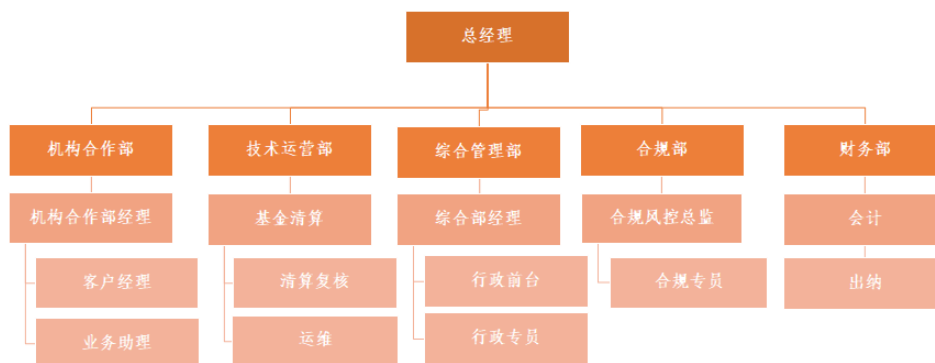 总经理
机构合作部
技术运营部
综合管理部
合规部
财务部
机构合作部经理
基金清算
综合部经理
合规风控总监
会计
客户经理
清算复核
行政前台
合规专员
出纳
业务助理
运维
行政专员